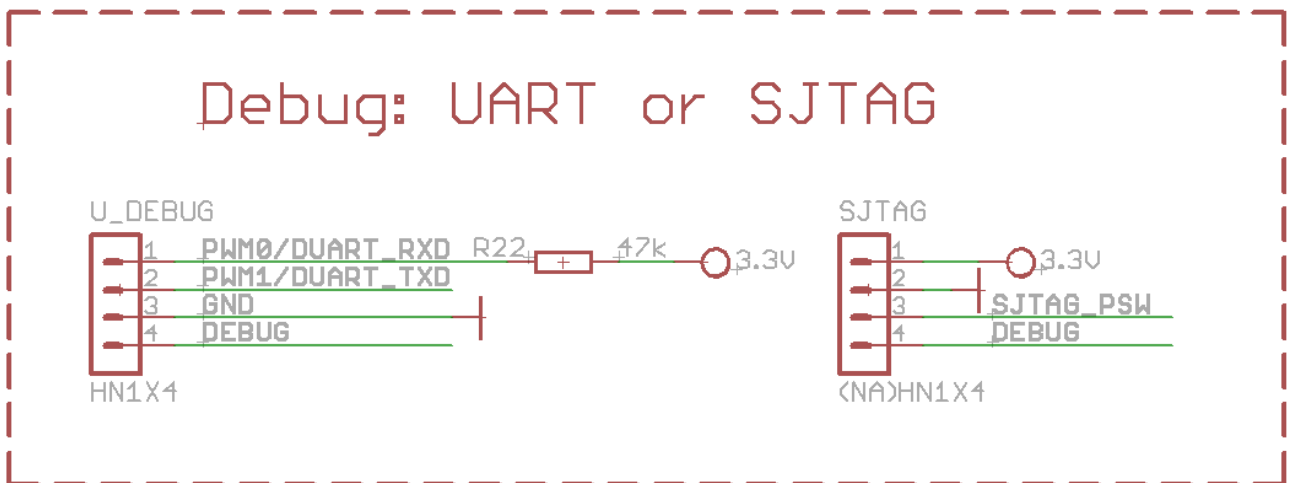 Debug: UART or SJTAG
U_DEBUG
1 PWM0/DUART_RXD R22 47k 3.3V
2 PWM1/DUART_TXD
3 GND
4 DEBUG
HN1X4
SJTAG
1 3.3V
2
3 SJTAG_PSW
4 DEBUG
(NA)HN1X4